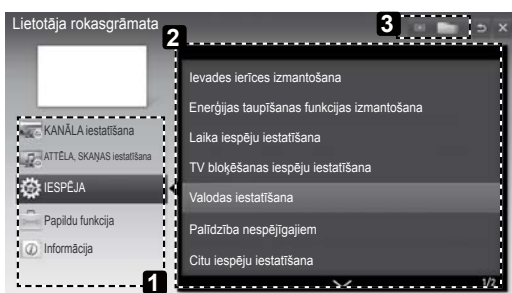 Lietotāja rokasgrāmata
2
3
KANĀLA iestatīšana
ATTĒLA, SKAŅAS iestatīšana
IESPĒJA
Papildu funkcija
Informācija
1
Ievades ierīces izmantošana
Enerģijas taupīšanas funkcijas izmantošana
Laika iespēju iestatīšana
TV bloķēšanas iespēju iestatīšana
Valodas iestatīšana
Palīdzība nespējīgajiem
Citu iespēju iestatīšana
1/2